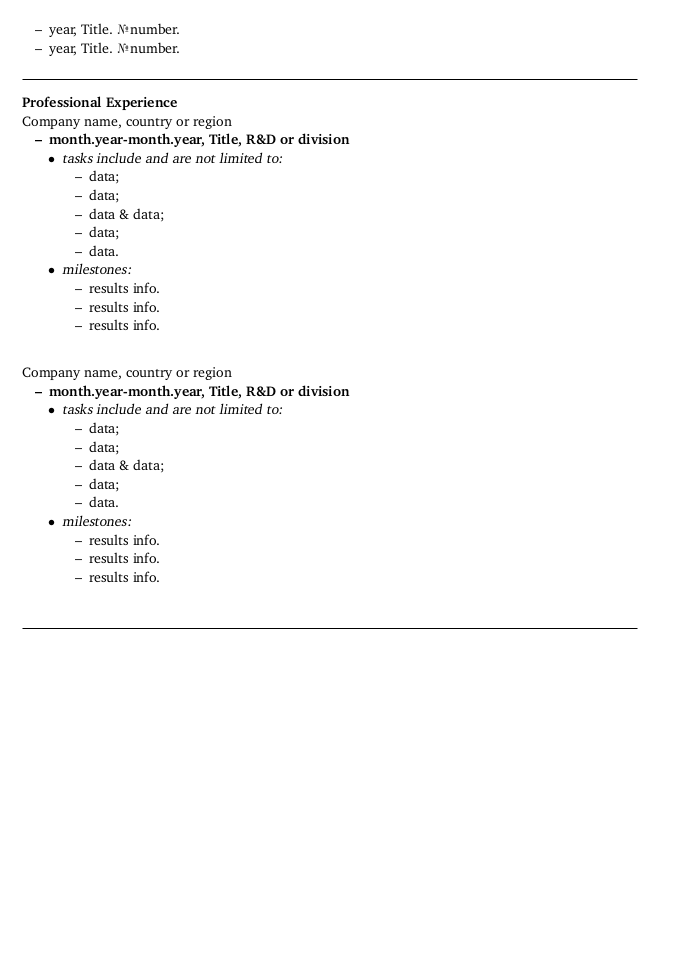 – year, Title. №number.
– year, Title. №number.
Professional Experience
Company name, country or region
– month.year-month.year, Title, R&D or division
• tasks include and are not limited to:
– data;
– data;
– data & data;
– data;
– data.
• milestones:
– results info.
– results info.
– results info.
Company name, country or region
– month.year-month.year, Title, R&D or division
• tasks include and are not limited to:
– data;
– data;
– data & data;
– data;
– data.
• milestones:
– results info.
– results info.
– results info.